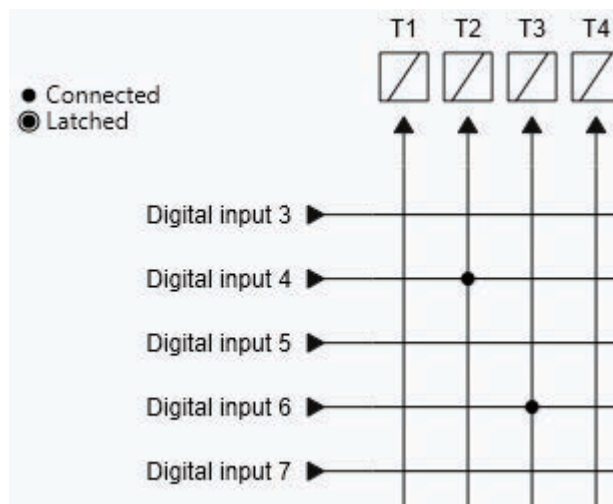 T1 T2 T3 T4
Connected
Latched
Digital input 3
Digital input 4
Digital input 5
Digital input 6
Digital input 7